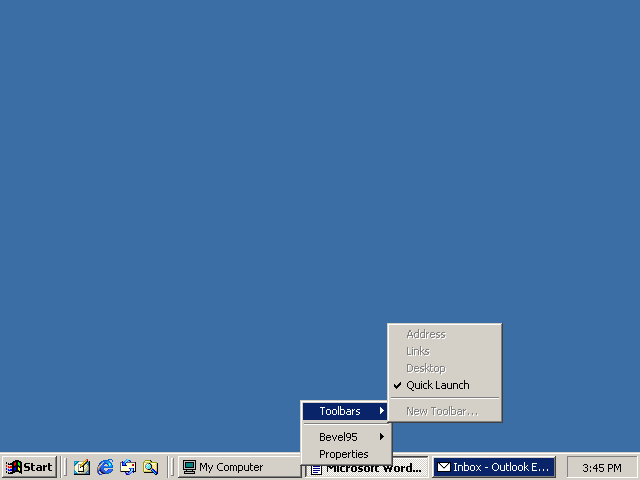 Address
Links
Desktop
Quick Launch
New Toolbar...
Toolbars
Bevel95
Properties
Start
My Computer
Microsoft Word...
Inbox - Outlook E...
3:45 PM